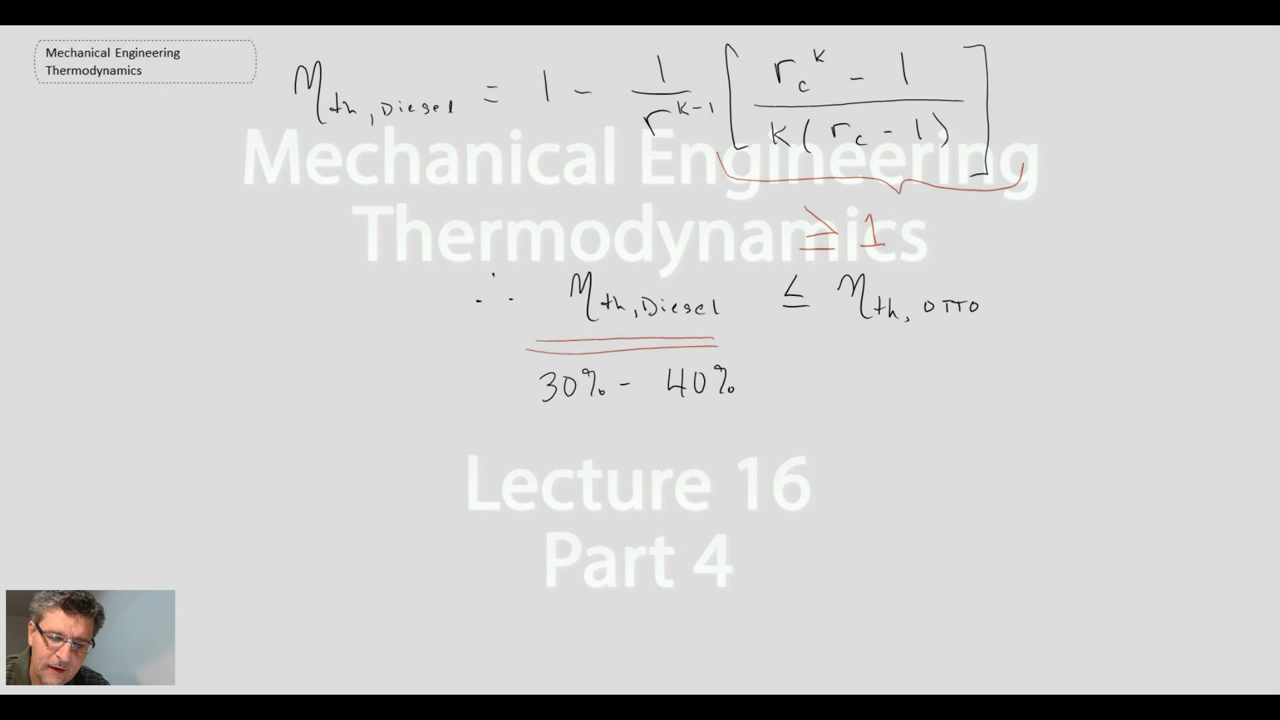 Mechanical Engineering
Thermodynamics
η_th, Diesel = 1 - 1/r^(k-1) [ (r_c^k - 1) / (k(r_c - 1)) ]
Mechanical Engineering
Thermodynamics
≥ 1
∴ η_th, Diesel ≤ η_th, OTTO
30% - 40%
Lecture 16
Part 4